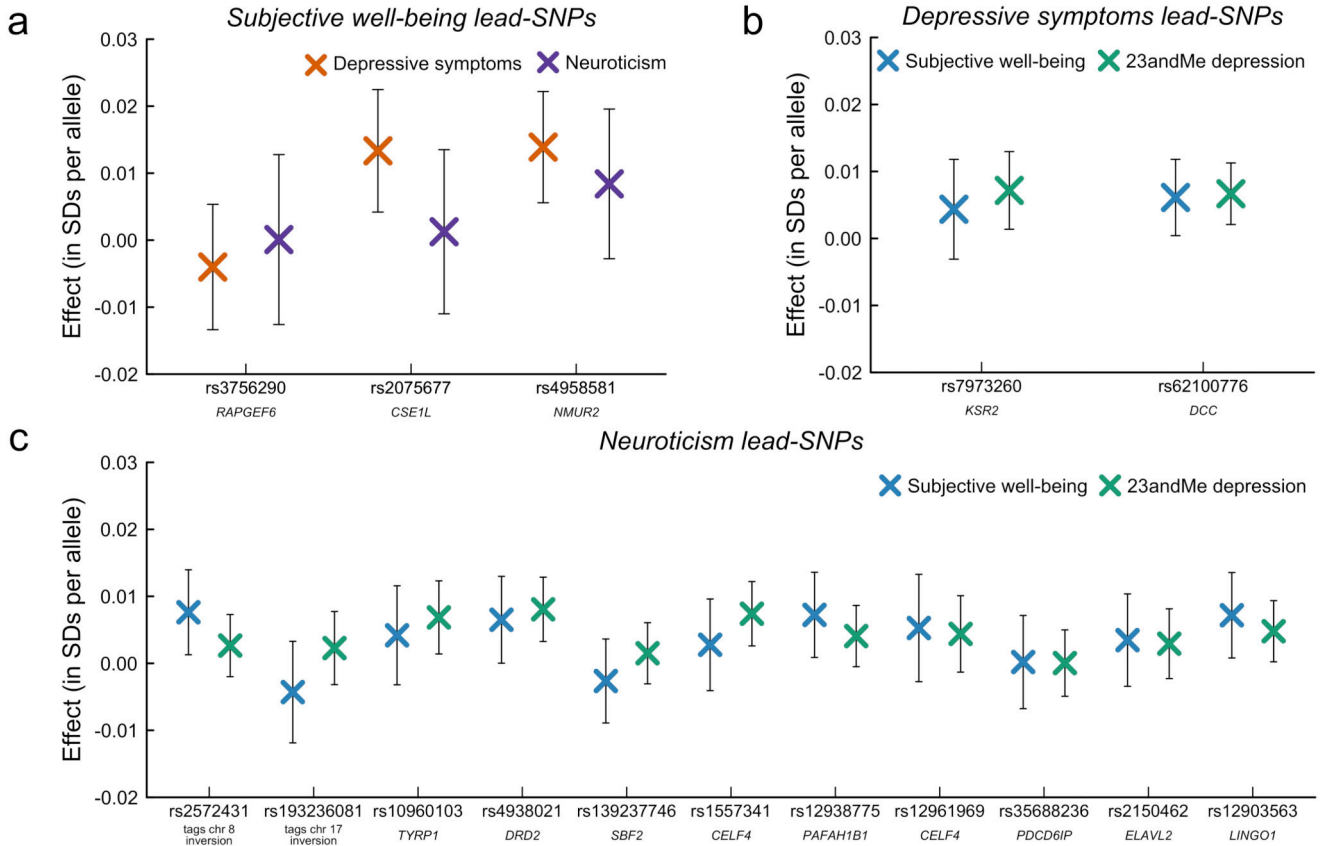 a
Subjective well-being lead-SNPs
Depressive symptoms
Neuroticism
Effect (in SDs per allele)
0.03
0.02
0.01
0.00
-0.01
-0.02
rs3756290
rs2075677
rs4958581
RAPGEF6
CSE1L
NMUR2
b
Depressive symptoms lead-SNPs
Subjective well-being
23andMe depression
Effect (in SDs per allele)
0.03
0.02
0.01
0.00
-0.01
-0.02
rs7973260
rs62100776
KSR2
DCC
c
Neuroticism lead-SNPs
Subjective well-being
23andMe depression
Effect (in SDs per allele)
0.03
0.02
0.01
0.00
-0.01
-0.02
rs2572431
rs193236081
rs10960103
rs4938021
rs139237746
rs1557341
rs12938775
rs12961969
rs35688236
rs2150462
rs12903563
tags chr 8
inversion
tags chr 17
inversion
TYRP1
DRD2
SBF2
CELF4
PAFAH1B1
CELF4
PDCD6IP
ELAVL2
LINGO1